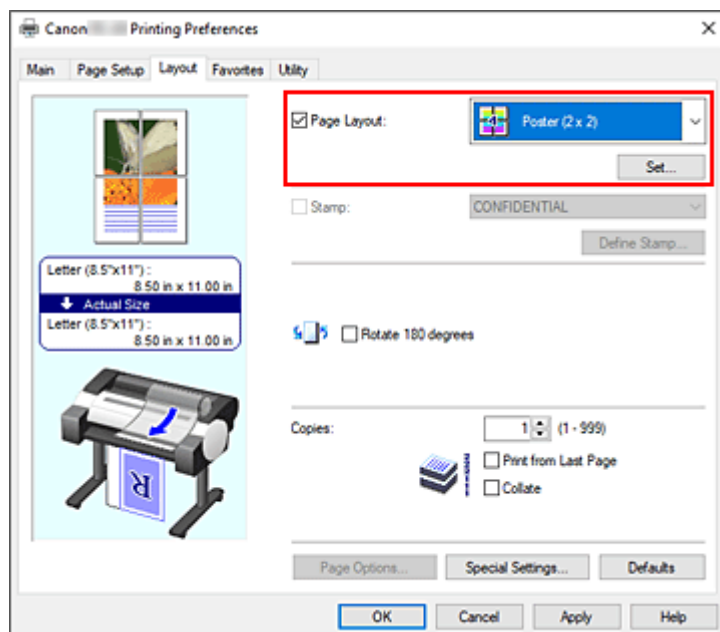 Canon Printing Preferences
Main Page Setup Layout Favorites Utility
Page Layout: 4 Poster (2 x 2)
Set...
Stamp: CONFIDENTIAL
Define Stamp...
Letter (8.5"x11") :
8.50 in x 11.00 in
Actual Size
Letter (8.5"x11") :
8.50 in x 11.00 in
Rotate 180 degrees
Copies: 1 (1 - 999)
Print from Last Page
Collate
R
Page Options... Special Settings... Defaults
OK Cancel Apply Help